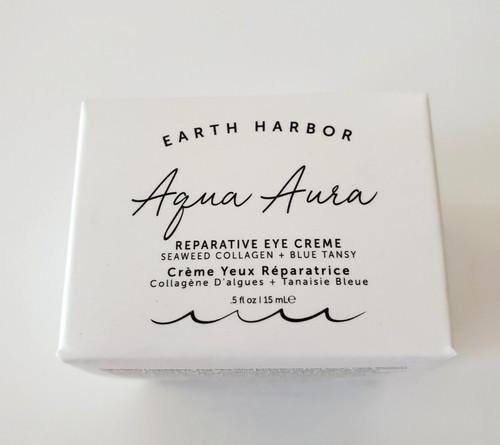 EARTH HARBOR
Aqua Aura
REPARATIVE EYE CREME
SEAWEED COLLAGEN + BLUE TANSY
Crème Yeux Réparatrice
Collagène D'algues + Tanaisie Bleue
.5 fl oz | 15 mL℮